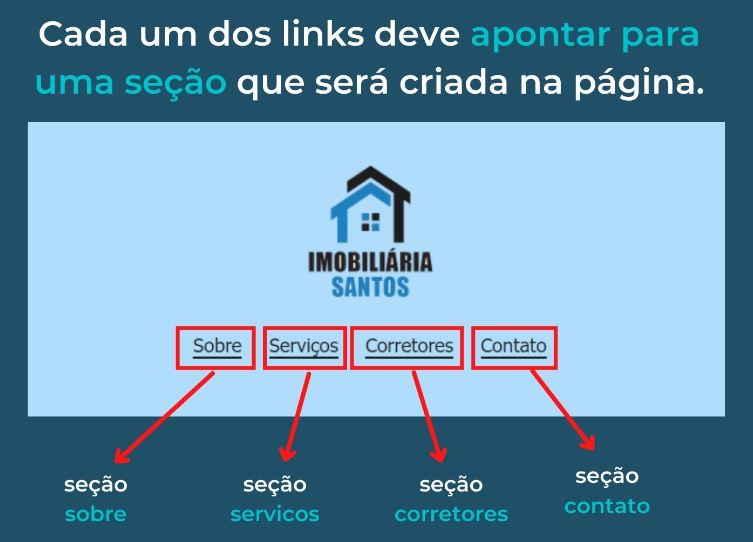 Cada um dos links deve apontar para
uma seção que será criada na página.
IMOBILIÁRIA
SANTOS
Sobre Serviços Corretores Contato
seção seção seção seção
sobre servicos corretores contato